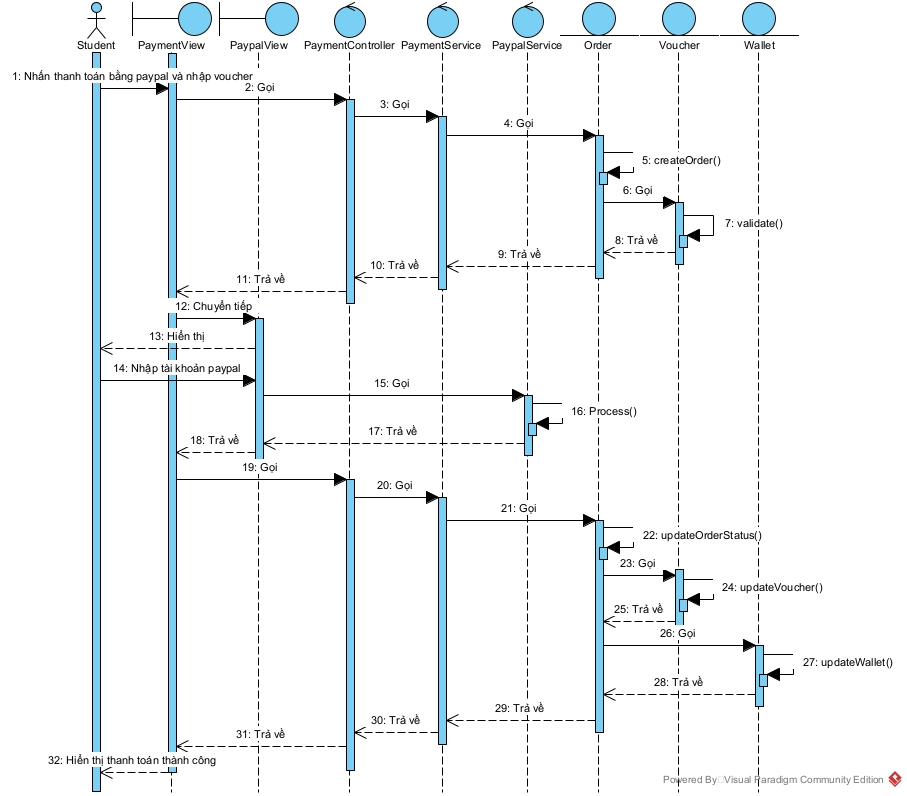 Student
PaymentView
PaypalView
PaymentController
PaymentService
PaypalService
Order
Voucher
Wallet
1: Nhấn thanh toán bằng paypal và nhập voucher
2: Gọi
3: Gọi
4: Gọi
5: createOrder()
6: Gọi
7: validate()
8: Trả về
9: Trả về
10: Trả về
11: Trả về
12: Chuyển tiếp
13: Hiển thị
14: Nhập tài khoản paypal
15: Gọi
16: Process()
17: Trả về
18: Trả về
19: Gọi
20: Gọi
21: Gọi
22: updateOrderStatus()
23: Gọi
24: updateVoucher()
25: Trả về
26: Gọi
27: updateWallet()
28: Trả về
29: Trả về
30: Trả về
31: Trả về
32: Hiển thị thanh toán thành công
Powered By Visual Paradigm Community Edition